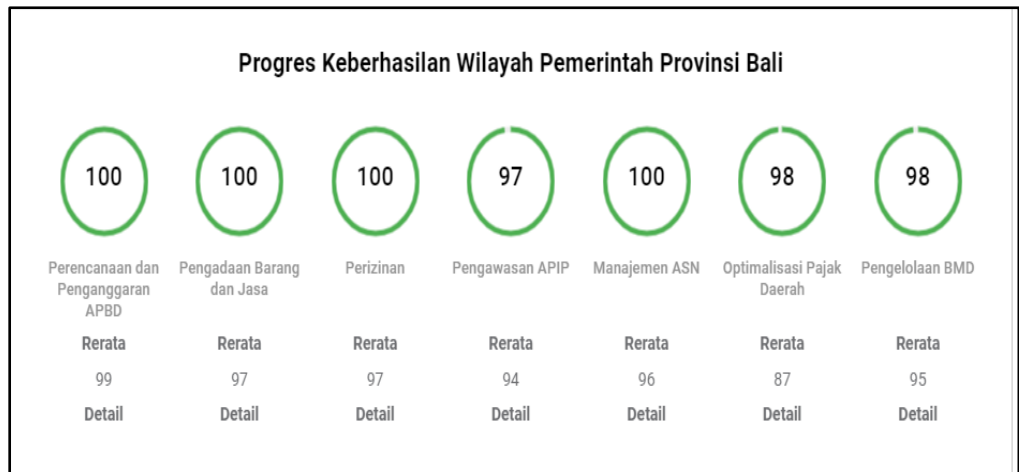 Progres Keberhasilan Wilayah Pemerintah Provinsi Bali
100 100 100 97 100 98 98
Perencanaan dan Pengadaan Barang Perizinan Pengawasan APIP Manajemen ASN Optimalisasi Pajak Pengelolaan BMD
Penganggaran dan Jasa Daerah
APBD
Rerata Rerata Rerata Rerata Rerata Rerata Rerata
99 97 97 94 96 87 95
Detail Detail Detail Detail Detail Detail Detail